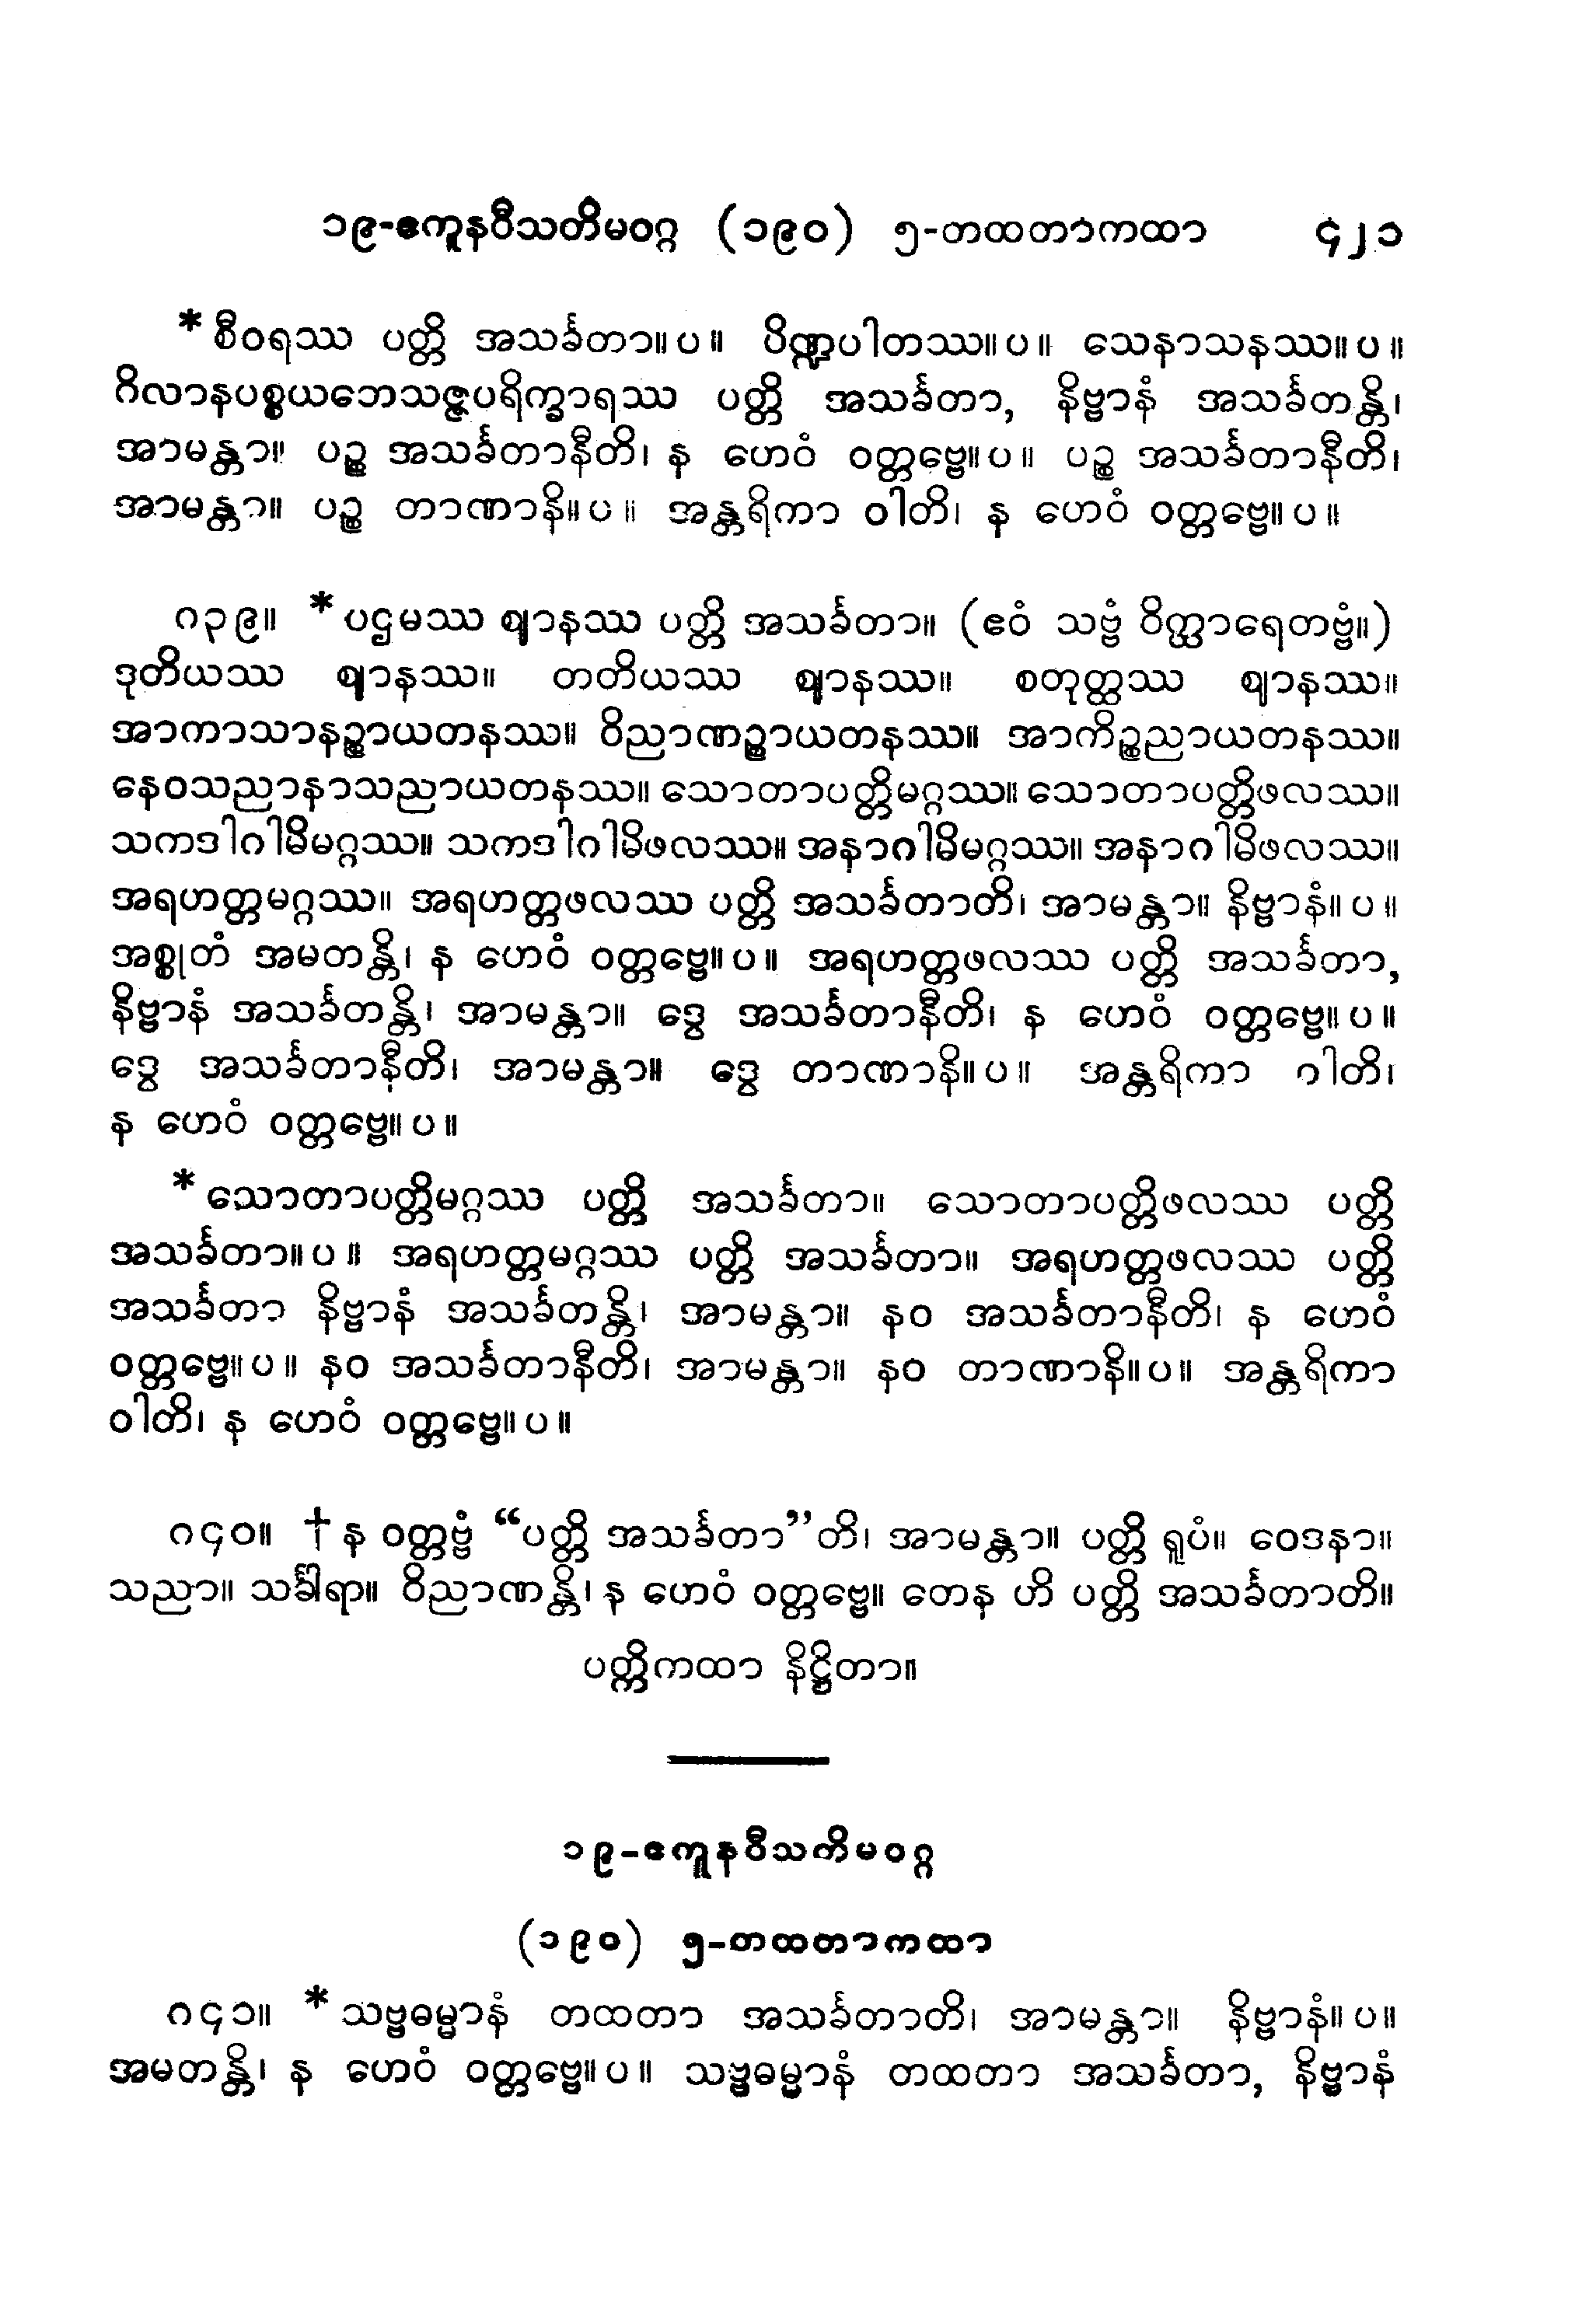 ၁၉-ဧကူနဝီသတိမဝဂ္ဂ (၁၉၀) ၅-တထတာကထာ ၄၂၁
* စီဝရဿ ပတ္တိ အသင်္ခတာ။ ပ ။ ပိဏ္ဍပါတဿ။ ပ ။ သေနာသနဿ။ ပ ။
ဂိလာနပစ္စယဘေသဇ္ဇပရိက္ခာရဿ ပတ္တိ အသင်္ခတာ, နိဗ္ဗာနံ အသင်္ခတန္တိ၊
အာမန္တာ။ ပဉ္စ အသင်္ခတာနီတိ၊ န ဟေဝံ ဝတ္တဗ္ဗေ။ ပ ။ ပဉ္စ အသင်္ခတာနီတိ၊
အာမန္တာ။ ပဉ္စ တာဏာနိ။ ပ ။ အန္တရိကာ ဝါတိ၊ န ဟေဝံ ဝတ္တဗ္ဗေ။ ပ ။
၈၃၉။ * ပဌမဿ ဈာနဿ ပတ္တိ အသင်္ခတာ။ (ဧဝံ သဗ္ဗံ ဝိတ္ထာရေတဗ္ဗံ။)
ဒုတိယဿ ဈာနဿ။ တတိယဿ ဈာနဿ။ စတုတ္ထဿ ဈာနဿ။
အာကာသာနဉ္စာယတနဿ။ ဝိညာဏဉ္စာယတနဿ။ အာကိဉ္စညာယတနဿ။
နေဝသညာနာသညာယတနဿ။ သောတာပတ္တိမဂ္ဂဿ။ သောတာပတ္တိဖလဿ။
သကဒါဂါမိမဂ္ဂဿ။ သကဒါဂါမိဖလဿ။ အနာဂါမိမဂ္ဂဿ။ အနာဂါမိဖလဿ။
အရဟတ္တမဂ္ဂဿ။ အရဟတ္တဖလဿ ပတ္တိ အသင်္ခတာတိ၊ အာမန္တာ။ နိဗ္ဗာနံ။ ပ ။
အစ္စုတံ အမတန္တိ၊ န ဟေဝံ ဝတ္တဗ္ဗေ။ ပ ။ အရဟတ္တဖလဿ ပတ္တိ အသင်္ခတာ,
နိဗ္ဗာနံ အသင်္ခတန္တိ၊ အာမန္တာ။ ဒွေ အသင်္ခတာနီတိ၊ န ဟေဝံ ဝတ္တဗ္ဗေ။ ပ ။
ဒွေ အသင်္ခတာနီတိ၊ အာမန္တာ။ ဒွေ တာဏာနိ။ ပ ။ အန္တရိကာ ဝါတိ၊
န ဟေဝံ ဝတ္တဗ္ဗေ။ ပ ။
* သောတာပတ္တိမဂ္ဂဿ ပတ္တိ အသင်္ခတာ။ သောတာပတ္တိဖလဿ ပတ္တိ
အသင်္ခတာ။ ပ ။ အရဟတ္တမဂ္ဂဿ ပတ္တိ အသင်္ခတာ။ အရဟတ္တဖလဿ ပတ္တိ
အသင်္ခတာ နိဗ္ဗာနံ အသင်္ခတန္တိ၊ အာမန္တာ။ နဝ အသင်္ခတာနီတိ၊ န ဟေဝံ
ဝတ္တဗ္ဗေ။ ပ ။ နဝ အသင်္ခတာနီတိ၊ အာမန္တာ။ နဝ တာဏာနိ။ ပ ။ အန္တရိကာ
ဝါတိ၊ န ဟေဝံ ဝတ္တဗ္ဗေ။ ပ ။
၈၄၀။ † န ဝတ္တဗ္ဗံ “ပတ္တိ အသင်္ခတာ”တိ၊ အာမန္တာ။ ပတ္တိ ရူပံ။ ဝေဒနာ။
သညာ။ သင်္ခါရာ။ ဝိညာဏန္တိ၊ န ဟေဝံ ဝတ္တဗ္ဗေ။ တေန ဟိ ပတ္တိ အသင်္ခတာတိ။
ပတ္တိကထာ နိဋ္ဌိတာ။
၁၉-ဧကူနဝီသတိမဝဂ္ဂ
(၁၉၀) ၅-တထတာကထာ
၈၄၁။ * သဗ္ဗဓမ္မာနံ တထတာ အသင်္ခတာတိ၊ အာမန္တာ။ နိဗ္ဗာနံ။ ပ ။
အမတန္တိ၊ န ဟေဝံ ဝတ္တဗ္ဗေ။ ပ ။ သဗ္ဗဓမ္မာနံ တထတာ အသင်္ခတာ, နိဗ္ဗာနံ